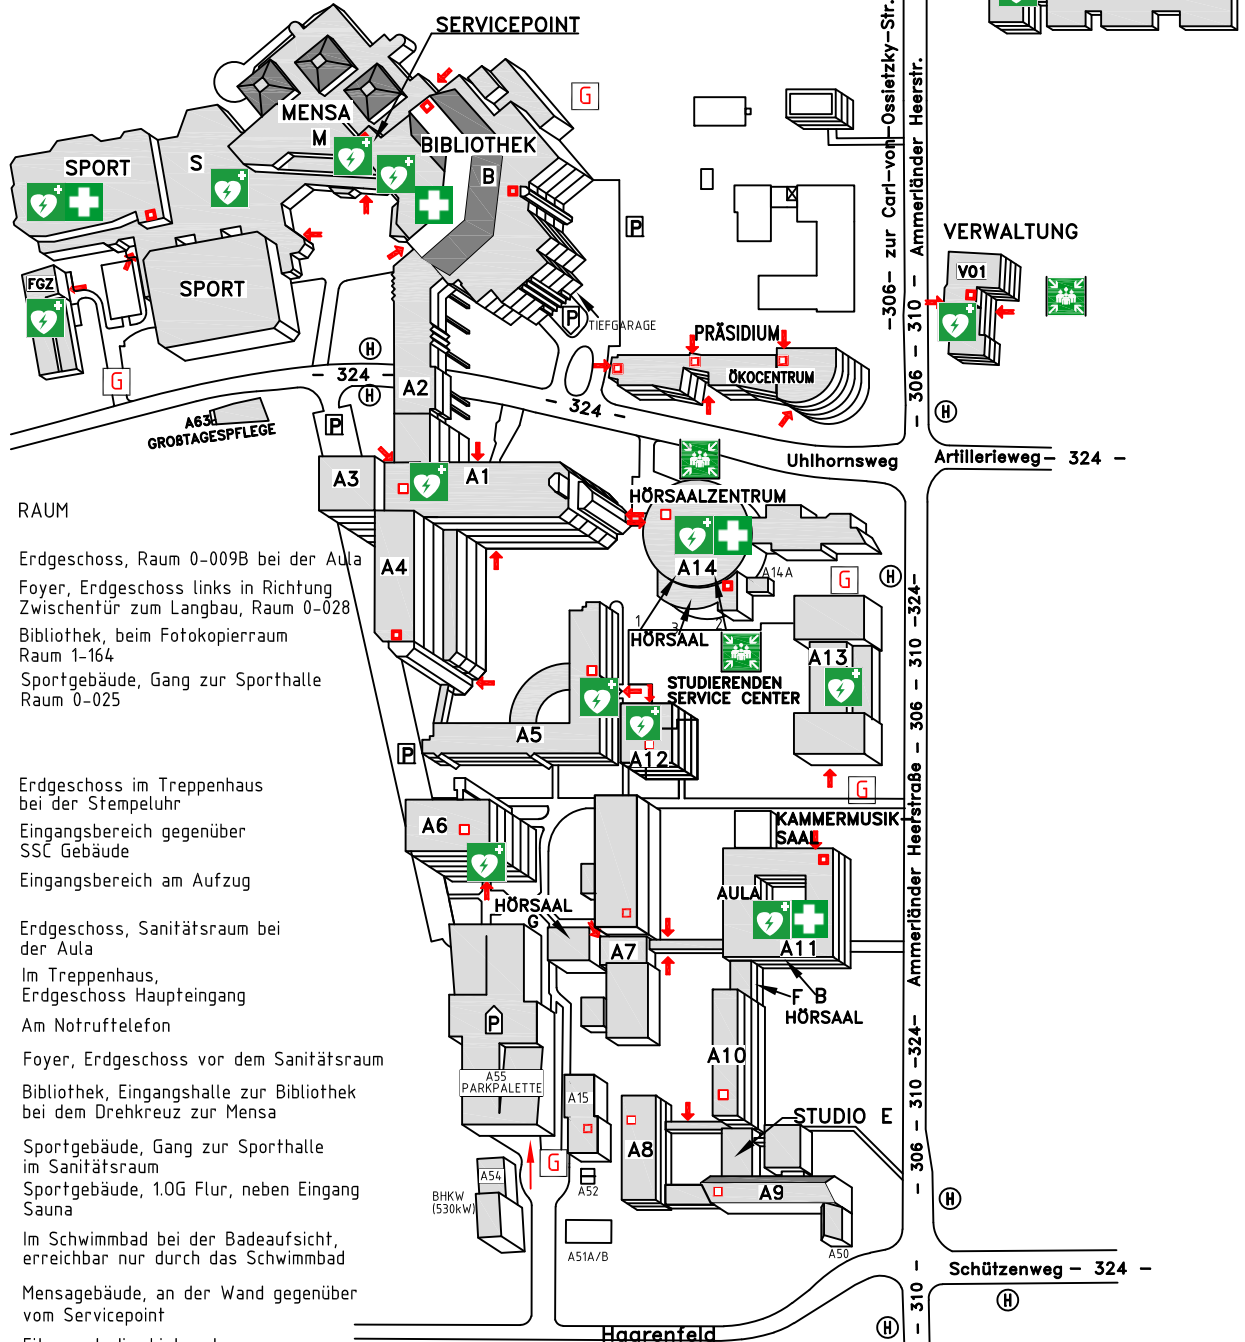 SERVICEPOINT
G
MENSA
M
BIBLIOTHEK
B
SPORT
S
FGZ
SPORT
P
P
TIEFGARAGE
-306- zur Carl-von-Ossietzky-Str.
- 306 - 310 - Ammerländer Heerstr.
VERWALTUNG
V01
PRÄSIDIUM
ÖKOCENTRUM
H
- 324 -
H
G
A2
- 324 -
A63
GROßTAGESPFLEGE
P
H
Uhlhornsweg
Artillerieweg - 324 -
A3
A1
HÖRSAALZENTRUM
A4
A14
A14A
G
H
1
3
2
HÖRSAAL
A13
STUDIERENDEN
SERVICE CENTER
RAUM
Erdgeschoss, Raum 0-009B bei der Aula
Foyer, Erdgeschoss links in Richtung
Zwischentür zum Langbau, Raum 0-028
Bibliothek, beim Fotokopierraum
Raum 1-164
Sportgebäude, Gang zur Sporthalle
Raum 0-025
Erdgeschoss im Treppenhaus
bei der Stempeluhr
Eingangsbereich gegenüber
SSC Gebäude
Eingangsbereich am Aufzug
Erdgeschoss, Sanitätsraum bei
der Aula
Im Treppenhaus,
Erdgeschoss Haupteingang
Am Notruftelefon
Foyer, Erdgeschoss vor dem Sanitätsraum
Bibliothek, Eingangshalle zur Bibliothek
bei dem Drehkreuz zur Mensa
Sportgebäude, Gang zur Sporthalle
im Sanitätsraum
Sportgebäude, 1.OG Flur, neben Eingang
Sauna
Im Schwimmbad bei der Badeaufsicht,
erreichbar nur durch das Schwimmbad
Mensagebäude, an der Wand gegenüber
vom Servicepoint
A5
P
A12
G
A6
KAMMERMUSIK-
SAAL
AULA
HÖRSAAL
G
A7
A11
F B
HÖRSAAL
P
A55
PARKPALETTE
A10
A15
STUDIO E
A8
G
A54
A52
A9
BHKW
(530kW)
A51A/B
A50
- 306 - 310 -324- Ammerländer Heerstraße - 306 - 310 -324-
H
Schützenweg - 324 -
H
- 310 -
H
Haarenfeld